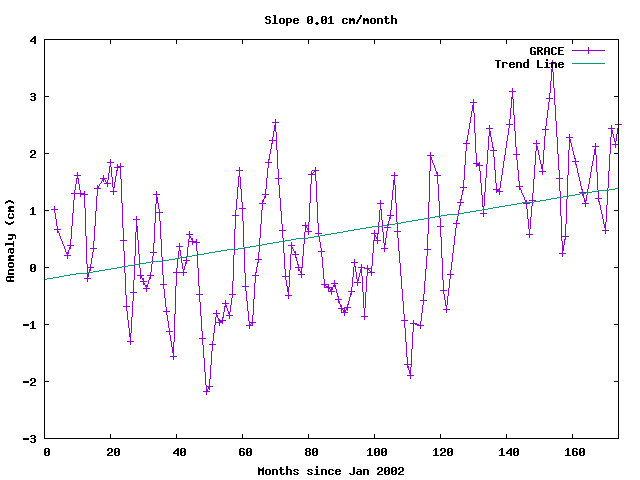 Slope 0.01 cm/month
GRACE
Trend Line
4
3
2
1
0
-1
-2
-3
Anomaly (cm)
0 20 40 60 80 100 120 140 160
Months since Jan 2002